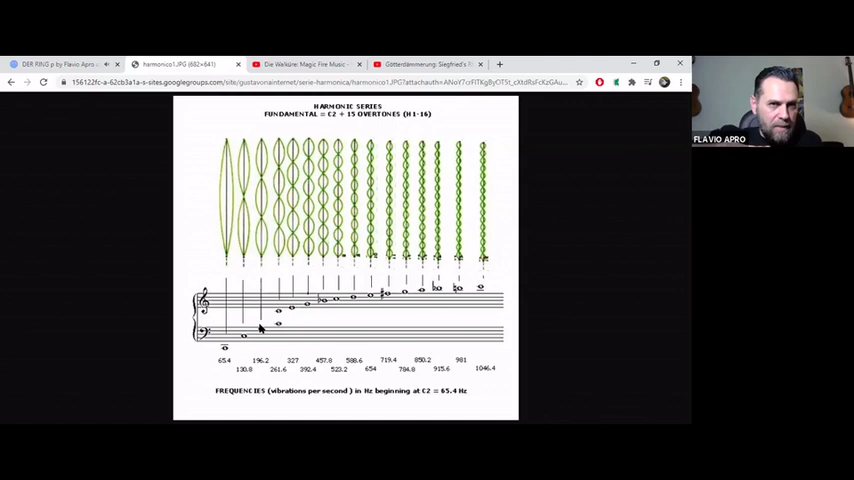 DER RING p by Flavio Apro
harmonico1.JPG (682×641)
Die Walküre: Magic Fire Music -
Götterdämmerung: Siegfried's F
HARMONIC SERIES
FUNDAMENTAL = C2 + 15 OVERTONES (H1-16)
FLAVIO APRO
65.4 196.2 327 457.8 588.6 719.4 850.2 981
130.8 261.6 392.4 523.2 654 784.8 915.6 1046.4
FREQUENCIES (vibrations per second ) in Hz beginning at C2 = 65.4 Hz